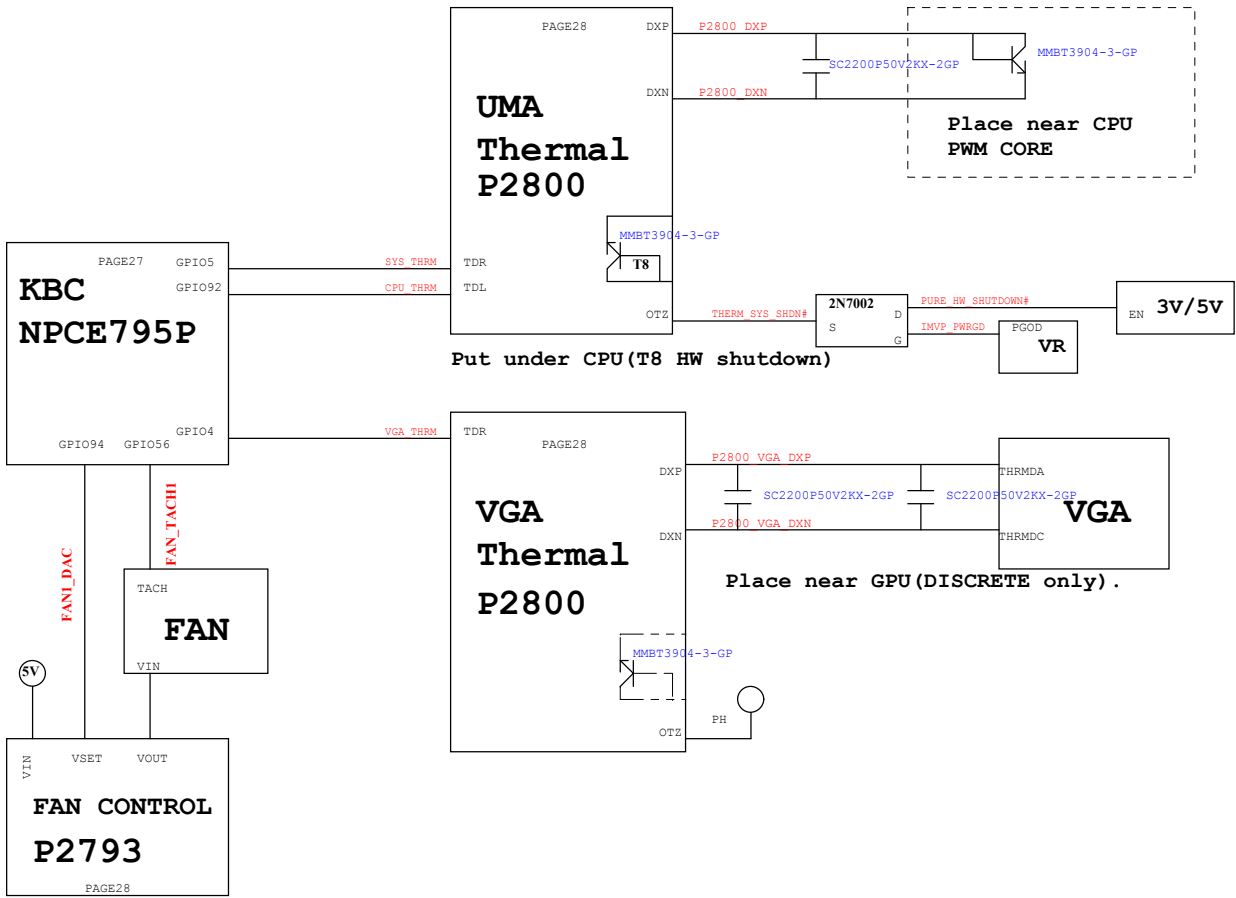 PAGE28
DXP
P2800_DXP
MMBT3904-3-GP
SC2200P50V2KX-2GP
DXN
P2800_DXN
UMA
Thermal
P2800
Place near CPU
PWM CORE
MMBT3904-3-GP
T8
PAGE27
GPIO5
SYS_THRM
TDR
GPIO92
CPU_THRM
TDL
KBC
NPCE795P
OTZ
THERM_SYS_SHDN#
2N7002
S
D
G
PURE_HW_SHUTDOWN#
IMVP_PWRGD
EN
3V/5V
PGOD
VR
Put under CPU(T8 HW shutdown)
GPIO4
VGA_THRM
TDR
GPIO94
GPIO56
PAGE28
DXP
P2800_VGA_DXP
THRMDA
SC2200P50V2KX-2GP
SC2200P50V2KX-2GP
VGA
DXN
P2800_VGA_DXN
THRMDC
VGA
Thermal
P2800
Place near GPU(DISCRETE only).
FAN1_DAC
FAN_TACH1
TACH
FAN
VIN
MMBT3904-3-GP
5V
PH
OTZ
VIN
VSET
VOUT
FAN CONTROL
P2793
PAGE28